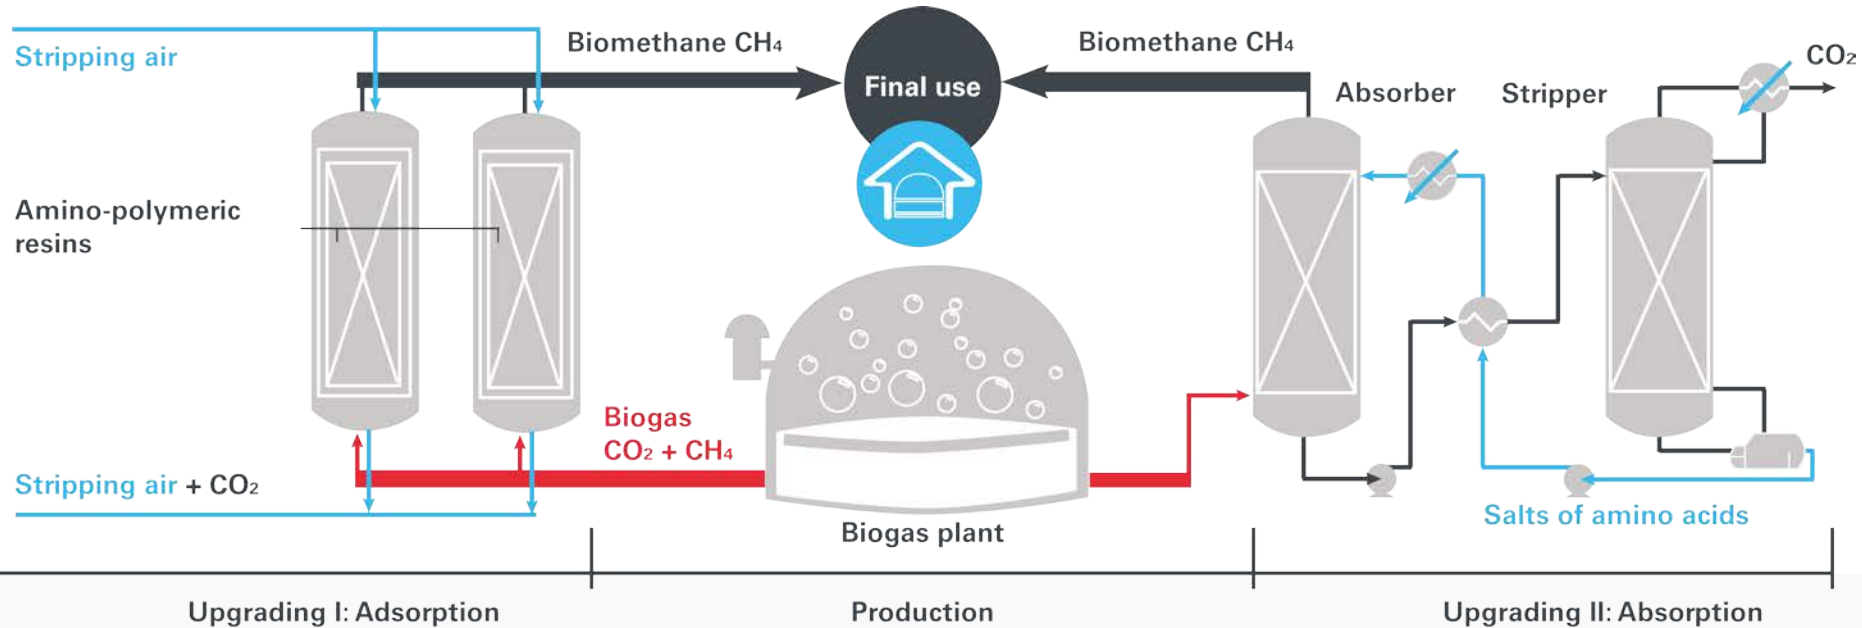 Stripping air
Biomethane CH₄
Final use
Biomethane CH₄
Absorber
Stripper
CO₂
Amino-polymeric
resins
Biogas
CO₂ + CH₄
Stripping air + CO₂
Biogas plant
Salts of amino acids
Upgrading I: Adsorption
Production
Upgrading II: Absorption